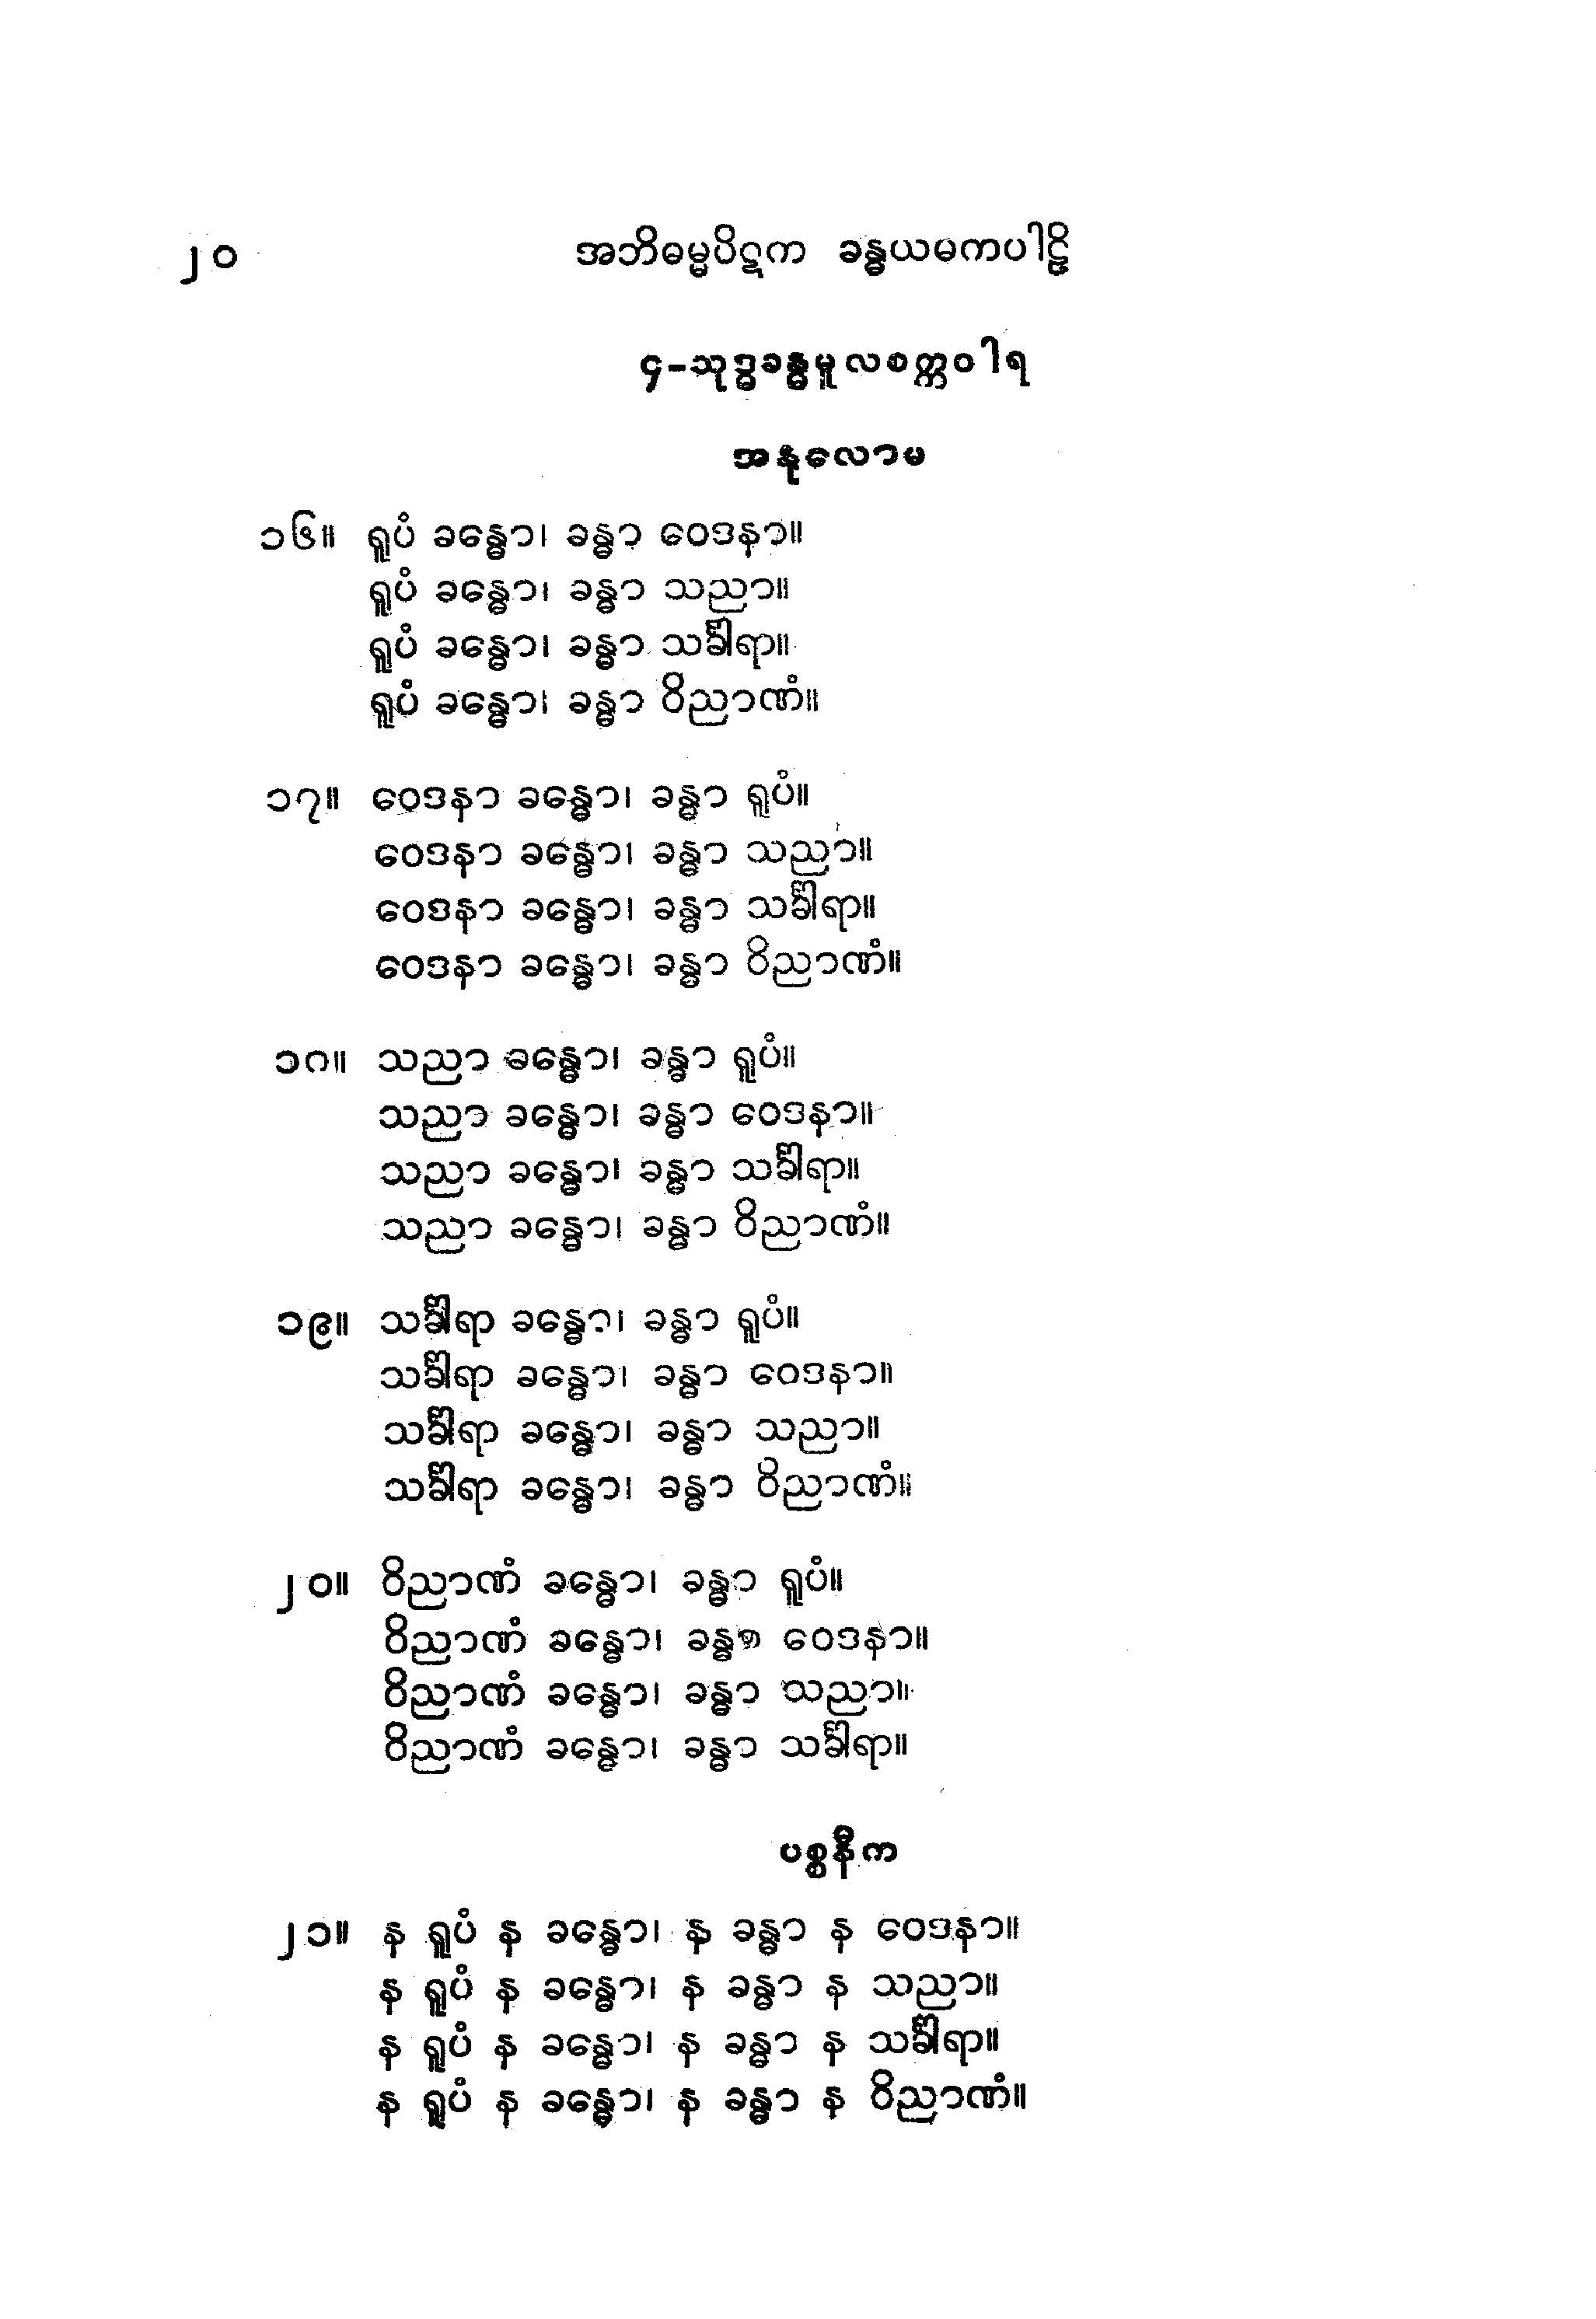 ၂၀ အဘိဓမ္မပိဋက ခန္ဓယမကပါဠိ
၄-သုဒ္ဓခန္ဓမူလစက္ကဝါရ
အနုလောမ
၁၆။ ရူပံ ခန္ဓော၊ ခန္ဓာ ဝေဒနာ။
ရူပံ ခန္ဓော၊ ခန္ဓာ သညာ။
ရူပံ ခန္ဓော၊ ခန္ဓာ သင်္ခါရာ။
ရူပံ ခန္ဓော၊ ခန္ဓာ ဝိညာဏံ။
၁၇။ ဝေဒနာ ခန္ဓော၊ ခန္ဓာ ရူပံ။
ဝေဒနာ ခန္ဓော၊ ခန္ဓာ သညာ။
ဝေဒနာ ခန္ဓော၊ ခန္ဓာ သင်္ခါရာ။
ဝေဒနာ ခန္ဓော၊ ခန္ဓာ ဝိညာဏံ။
၁၈။ သညာ ခန္ဓော၊ ခန္ဓာ ရူပံ။
သညာ ခန္ဓော၊ ခန္ဓာ ဝေဒနာ။
သညာ ခန္ဓော၊ ခန္ဓာ သင်္ခါရာ။
သညာ ခန္ဓော၊ ခန္ဓာ ဝိညာဏံ။
၁၉။ သင်္ခါရာ ခန္ဓော၊ ခန္ဓာ ရူပံ။
သင်္ခါရာ ခန္ဓော၊ ခန္ဓာ ဝေဒနာ။
သင်္ခါရာ ခန္ဓော၊ ခန္ဓာ သညာ။
သင်္ခါရာ ခန္ဓော၊ ခန္ဓာ ဝိညာဏံ။
၂၀။ ဝိညာဏံ ခန္ဓော၊ ခန္ဓာ ရူပံ။
ဝိညာဏံ ခန္ဓော၊ ခန္ဓာ ဝေဒနာ။
ဝိညာဏံ ခန္ဓော၊ ခန္ဓာ သညာ။
ဝိညာဏံ ခန္ဓော၊ ခန္ဓာ သင်္ခါရာ။
ပစ္စနီက
၂၁။ န ရူပံ န ခန္ဓော၊ န ခန္ဓာ န ဝေဒနာ။
န ရူပံ န ခန္ဓော၊ န ခန္ဓာ န သညာ။
န ရူပံ န ခန္ဓော၊ န ခန္ဓာ န သင်္ခါရာ။
န ရူပံ န ခန္ဓော၊ န ခန္ဓာ န ဝိညာဏံ။